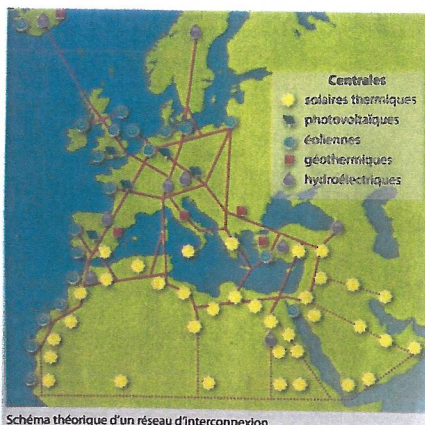 Centrales
solaires thermiques
photovoltaïques
éoliennes
géothermiques
hydroélectriques
Schéma théorique d'un réseau d'interconnexion